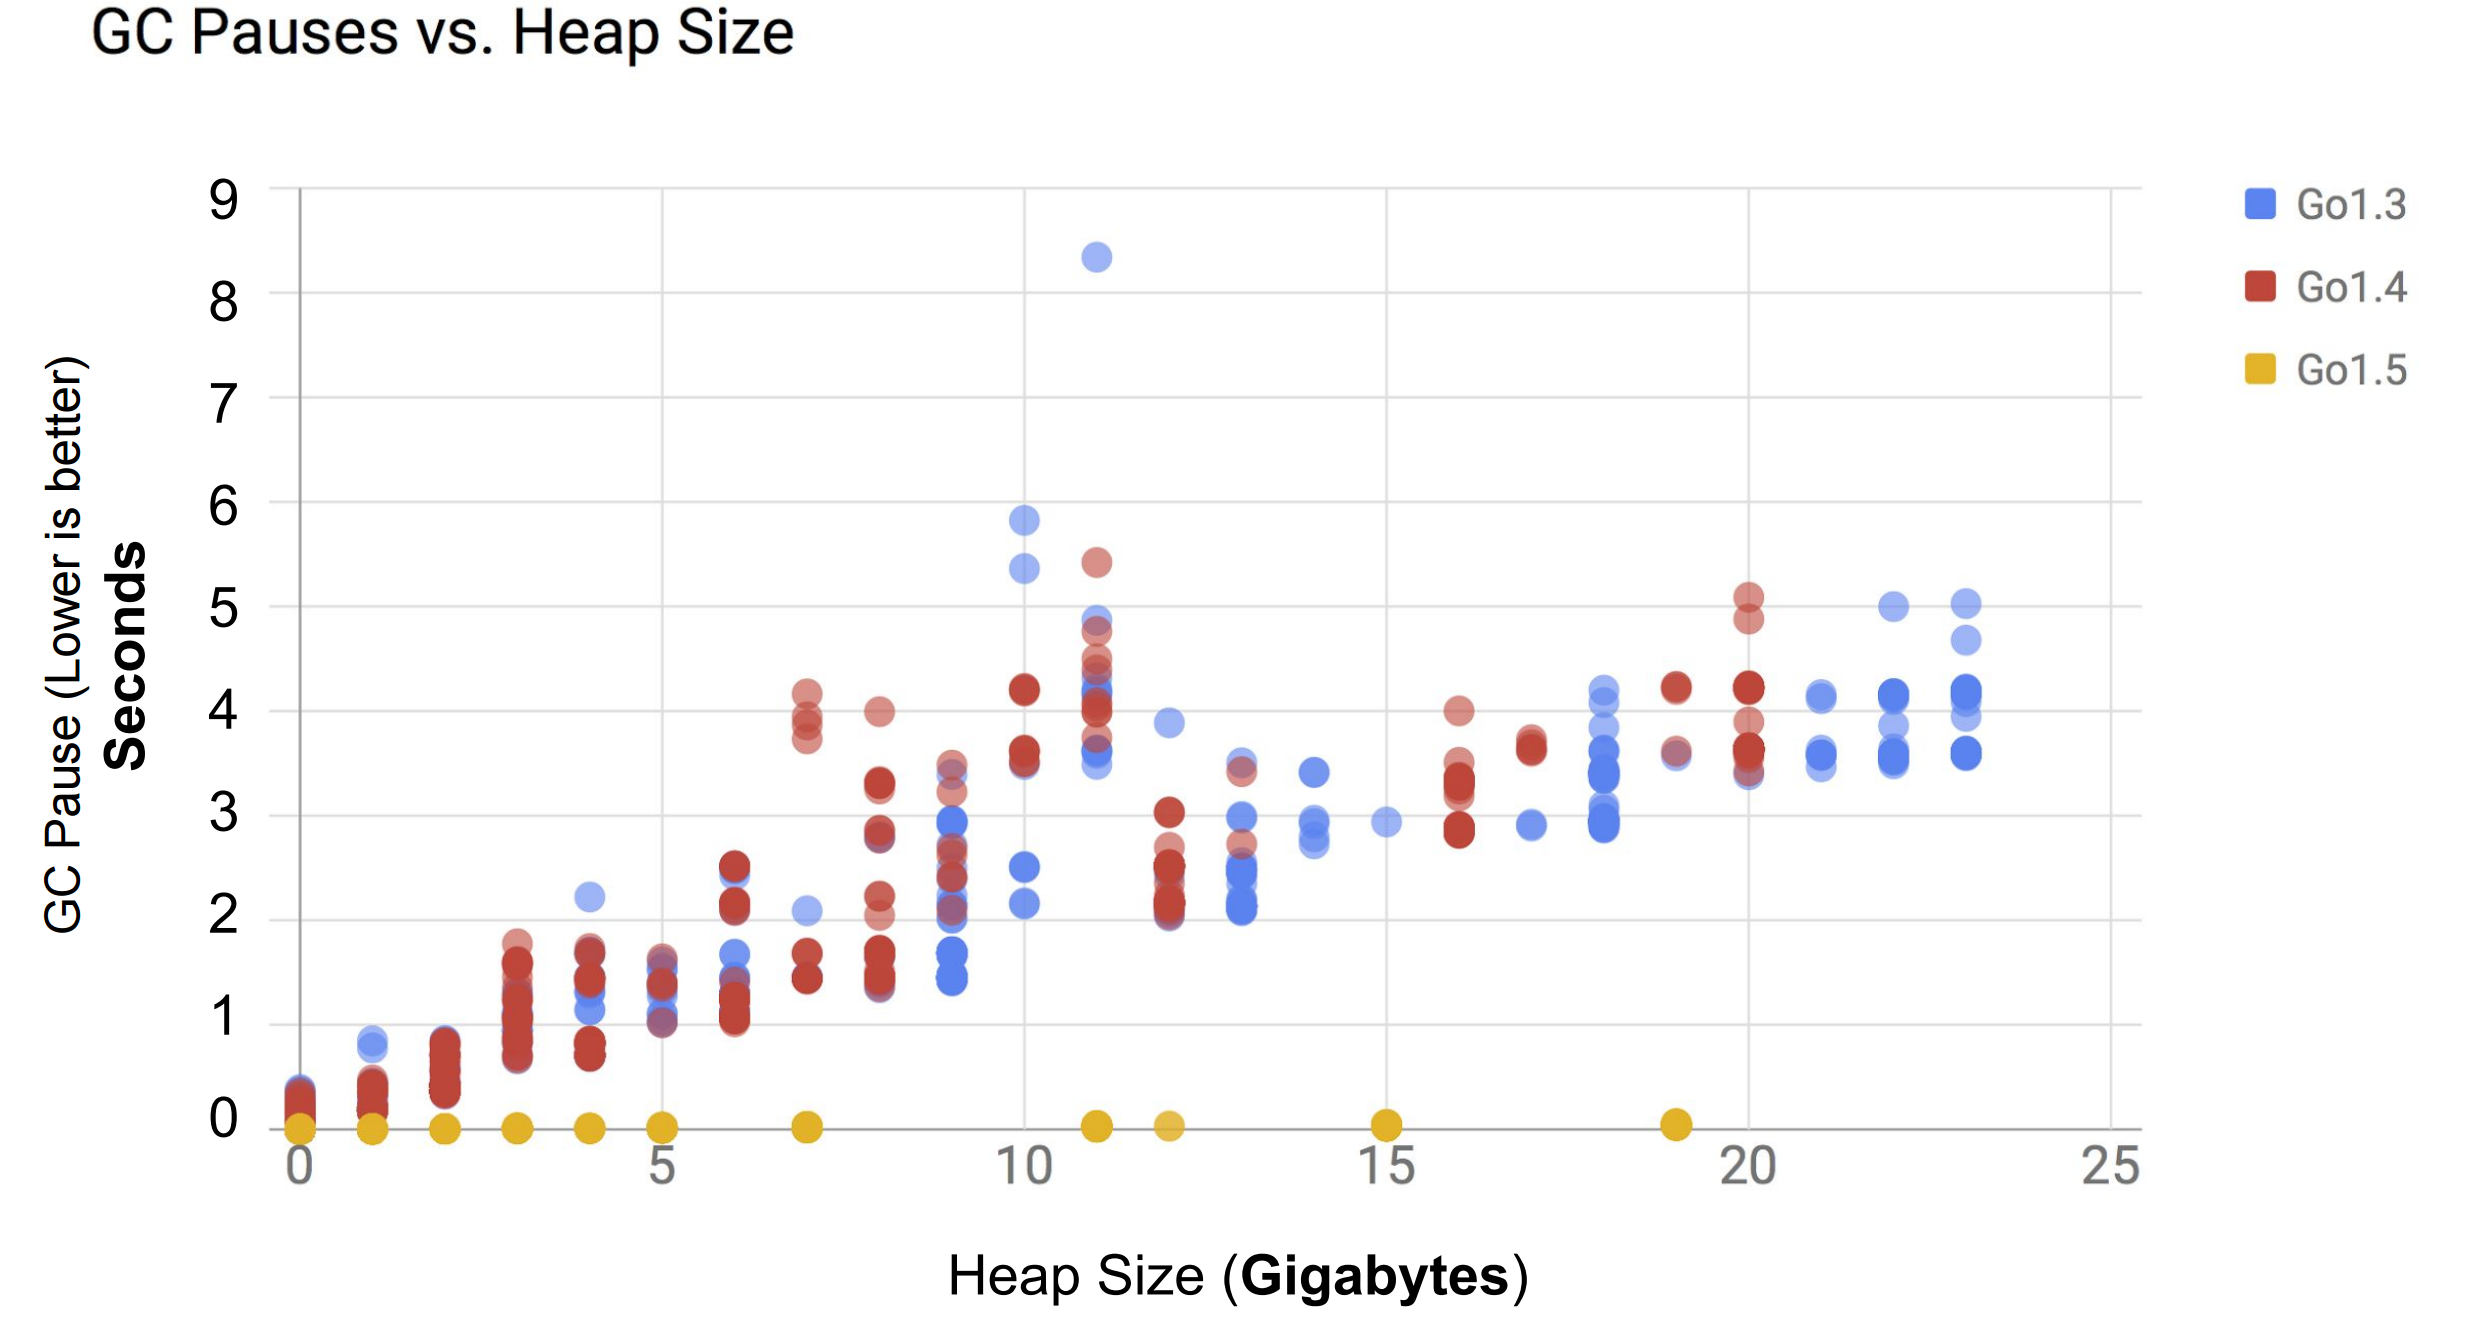 GC Pauses vs. Heap Size
GC Pause (Lower is better)
Seconds
9
8
7
6
5
4
3
2
1
0
0 5 10 15 20 25
Heap Size (Gigabytes)
Go1.3
Go1.4
Go1.5